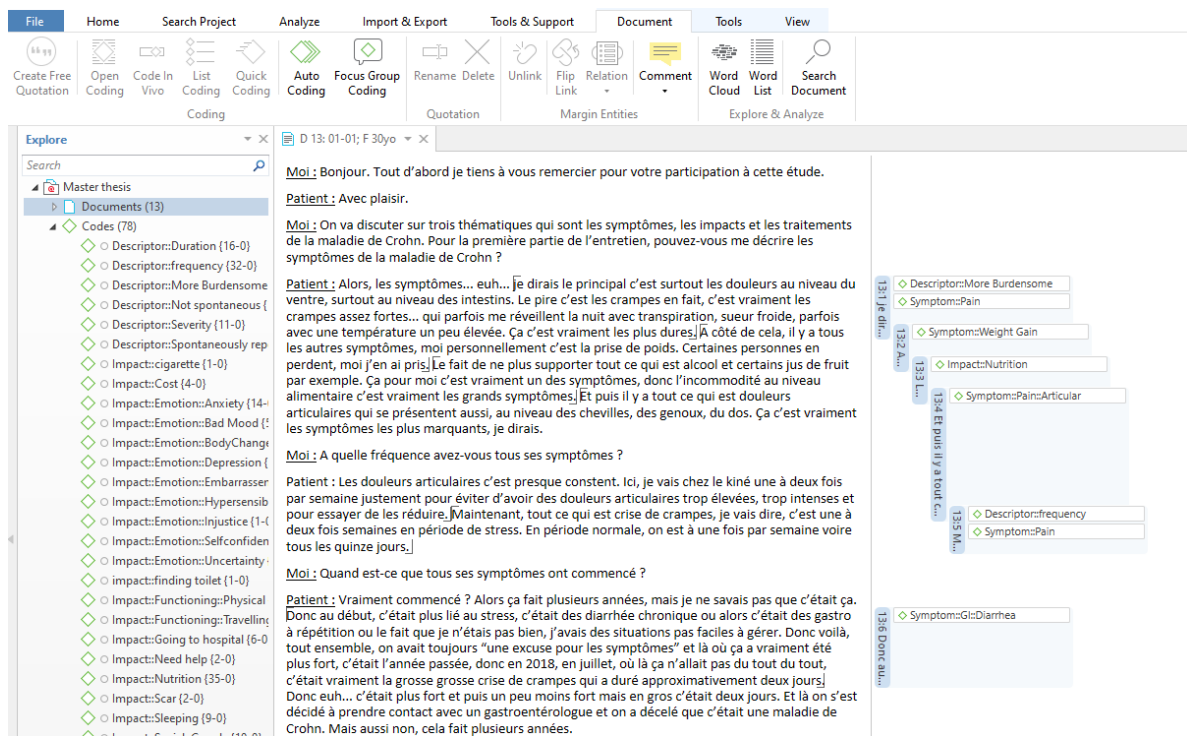 File Home Search Project Analyze Import & Export Tools & Support Document Tools View
Create Free Quotation
Open Coding
Code In Vivo
List Coding
Quick Coding
Auto Coding
Focus Group Coding
Rename Delete
Unlink
Flip Link
Relation
Comment
Word Cloud
Word List
Search Document
Coding Quotation Margin Entities Explore & Analyze
Explore
Search
Master thesis
Documents (13)
Codes (78)
Descriptor::Duration {16-0}
Descriptor::frequency {32-0}
Descriptor::More Burdensome
Descriptor::Not spontaneous {
Descriptor::Severity {11-0}
Descriptor::Spontaneously rep
Impact::cigarette {1-0}
Impact::Cost {4-0}
Impact::Emotion::Anxiety {14-
Impact::Emotion::Bad Mood {5
Impact::Emotion::BodyChange
Impact::Emotion::Depression {
Impact::Emotion::Embarrasser
Impact::Emotion::Hypersensib
Impact::Emotion::Injustice {1-0
Impact::Emotion::Selfconfiden
Impact::Emotion::Uncertainty
impact::finding toilet {1-0}
Impact::Functioning::Physical
Impact::Functioning::Travelling
Impact::Going to hospital {6-0
Impact::Need help {2-0}
Impact::Nutrition {35-0}
Impact::Scar {2-0}
Impact::Sleeping {9-0}
D 13: 01-01; F 30yo
Moi : Bonjour. Tout d’abord je tiens à vous remercier pour votre participation à cette étude.
Patient : Avec plaisir.
Moi : On va discuter sur trois thématiques qui sont les symptômes, les impacts et les traitements
de la maladie de Crohn. Pour la première partie de l’entretien, pouvez-vous me décrire les
symptômes de la maladie de Crohn ?
Patient : Alors, les symptômes... euh... je dirais le principal c’est surtout les douleurs au niveau du
ventre, surtout au niveau des intestins. Le pire c’est les crampes en fait, c’est vraiment les
crampes assez fortes... qui parfois me réveillent la nuit avec transpiration, sueur froide, parfois
avec une température un peu élevée. Ça c’est vraiment les plus dures. A côté de cela, il y a tous
les autres symptômes, moi personnellement c’est la prise de poids. Certaines personnes en
perdent, moi j’en ai pris. Le fait de ne plus supporter tout ce qui est alcool et certains jus de fruit
par exemple. Ça pour moi c’est vraiment un des symptômes, donc l’incommodité au niveau
alimentaire c’est vraiment les grands symptômes. Et puis il y a tout ce qui est douleurs
articulaires qui se présentent aussi, au niveau des chevilles, des genoux, du dos. Ça c’est vraiment
les symptômes les plus marquants, je dirais.
Moi : A quelle fréquence avez-vous tous ses symptômes ?
Patient : Les douleurs articulaires c’est presque constant. Ici, je vais chez le kiné une à deux fois
par semaine justement pour éviter d’avoir des douleurs articulaires trop élevées, trop intenses et
pour essayer de les réduire. Maintenant, tout ce qui est crise de crampes, je vais dire, c’est une à
deux fois semaines en période de stress. En période normale, on est à une fois par semaine voire
tous les quinze jours.
Moi : Quand est-ce que tous ses symptômes ont commencé ?
Patient : Vraiment commencé ? Alors ça fait plusieurs années, mais je ne savais pas que c’était ça.
Donc au début, c’était plus lié au stress, c’était des diarrhée chronique ou alors c’était des gastro
à répétition ou le fait que je n’étais pas bien, j’avais des situations pas faciles à gérer. Donc voilà,
tout ensemble, on avait toujours “une excuse pour les symptômes” et là où ça a vraiment été
plus fort, c’était l’année passée, donc en 2018, en juillet, où là ça n’allait pas du tout du tout,
c’était vraiment la grosse grosse crise de crampes qui a duré approximativement deux jours.
Donc euh... c’était plus fort et puis un peu moins fort mais en gros c’était deux jours. Et là on s’est
décidé à prendre contact avec un gastroentérologue et on a décelé que c’était une maladie de
Crohn. Mais aussi non, cela fait plusieurs années.
13:1 je dir...
Descriptor::More Burdensome
Symptom::Pain
13:2 A...
Symptom::Weight Gain
13:3 L...
Impact::Nutrition
13:4 Et puis il y a tout c...
Symptom::Pain::Articular
13:5 M...
Descriptor::frequency
Symptom::Pain
13:6 Donc au...
Symptom::GI::Diarrhea